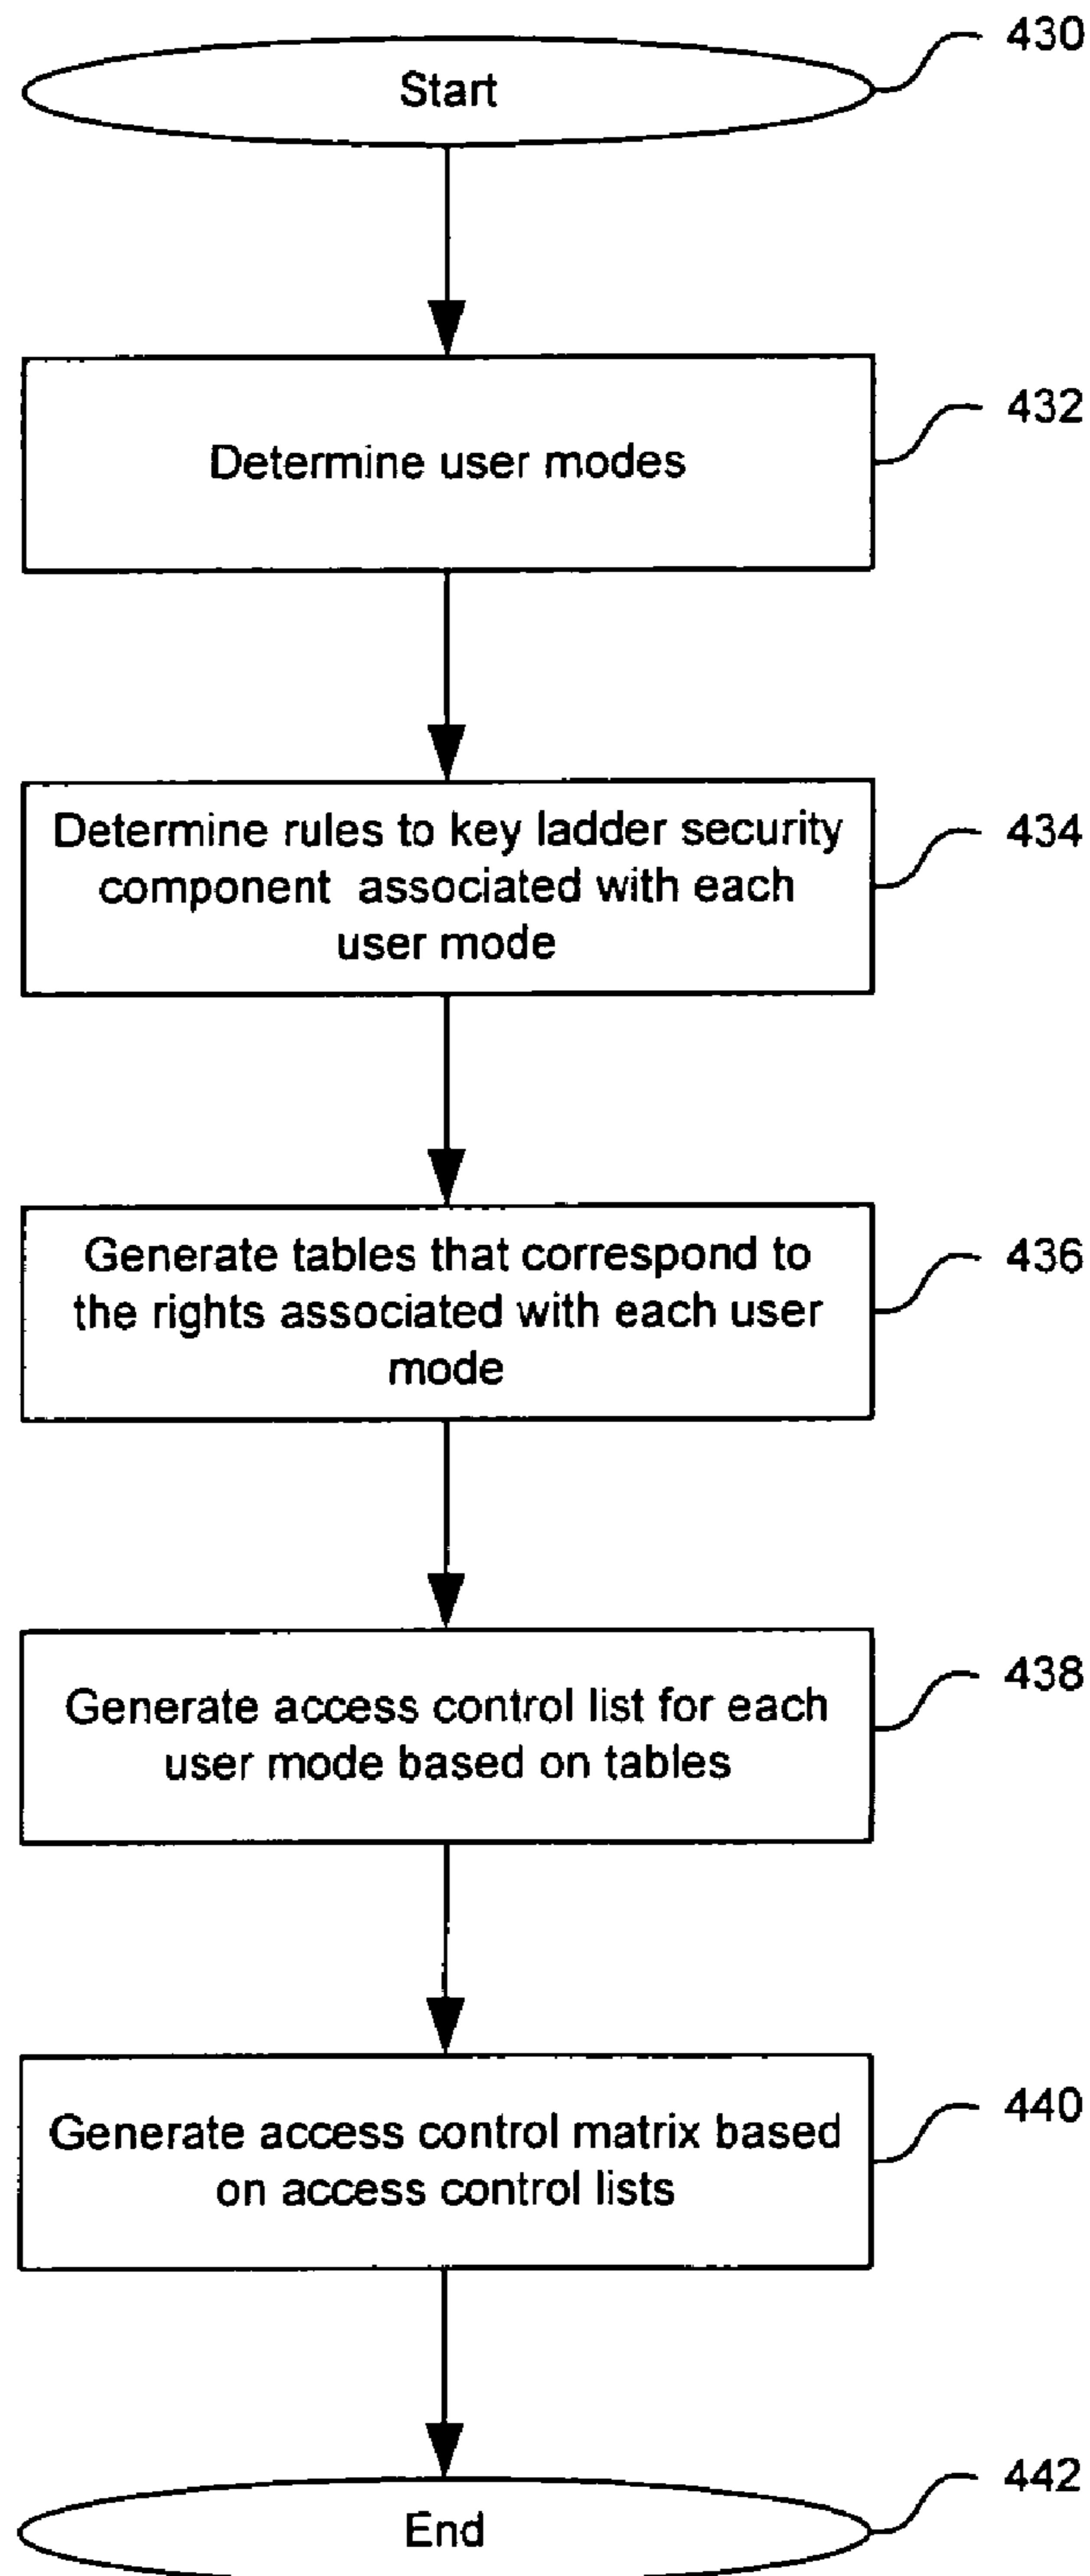 430
Start
432
Determine user modes
434
Determine rules to key ladder security
component associated with each
user mode
436
Generate tables that correspond to
the rights associated with each user
mode
438
Generate access control list for each
user mode based on tables
440
Generate access control matrix based
on access control lists
442
End